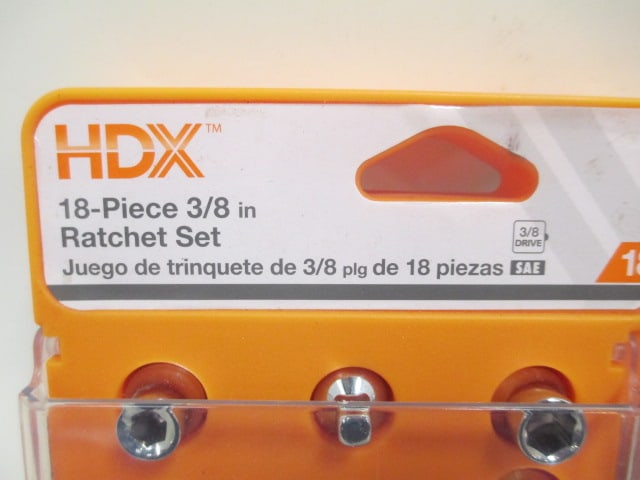 HDX™
18-Piece 3/8 in
Ratchet Set
3/8
DRIVE
Juego de trinquete de 3/8 plg de 18 piezas SAE